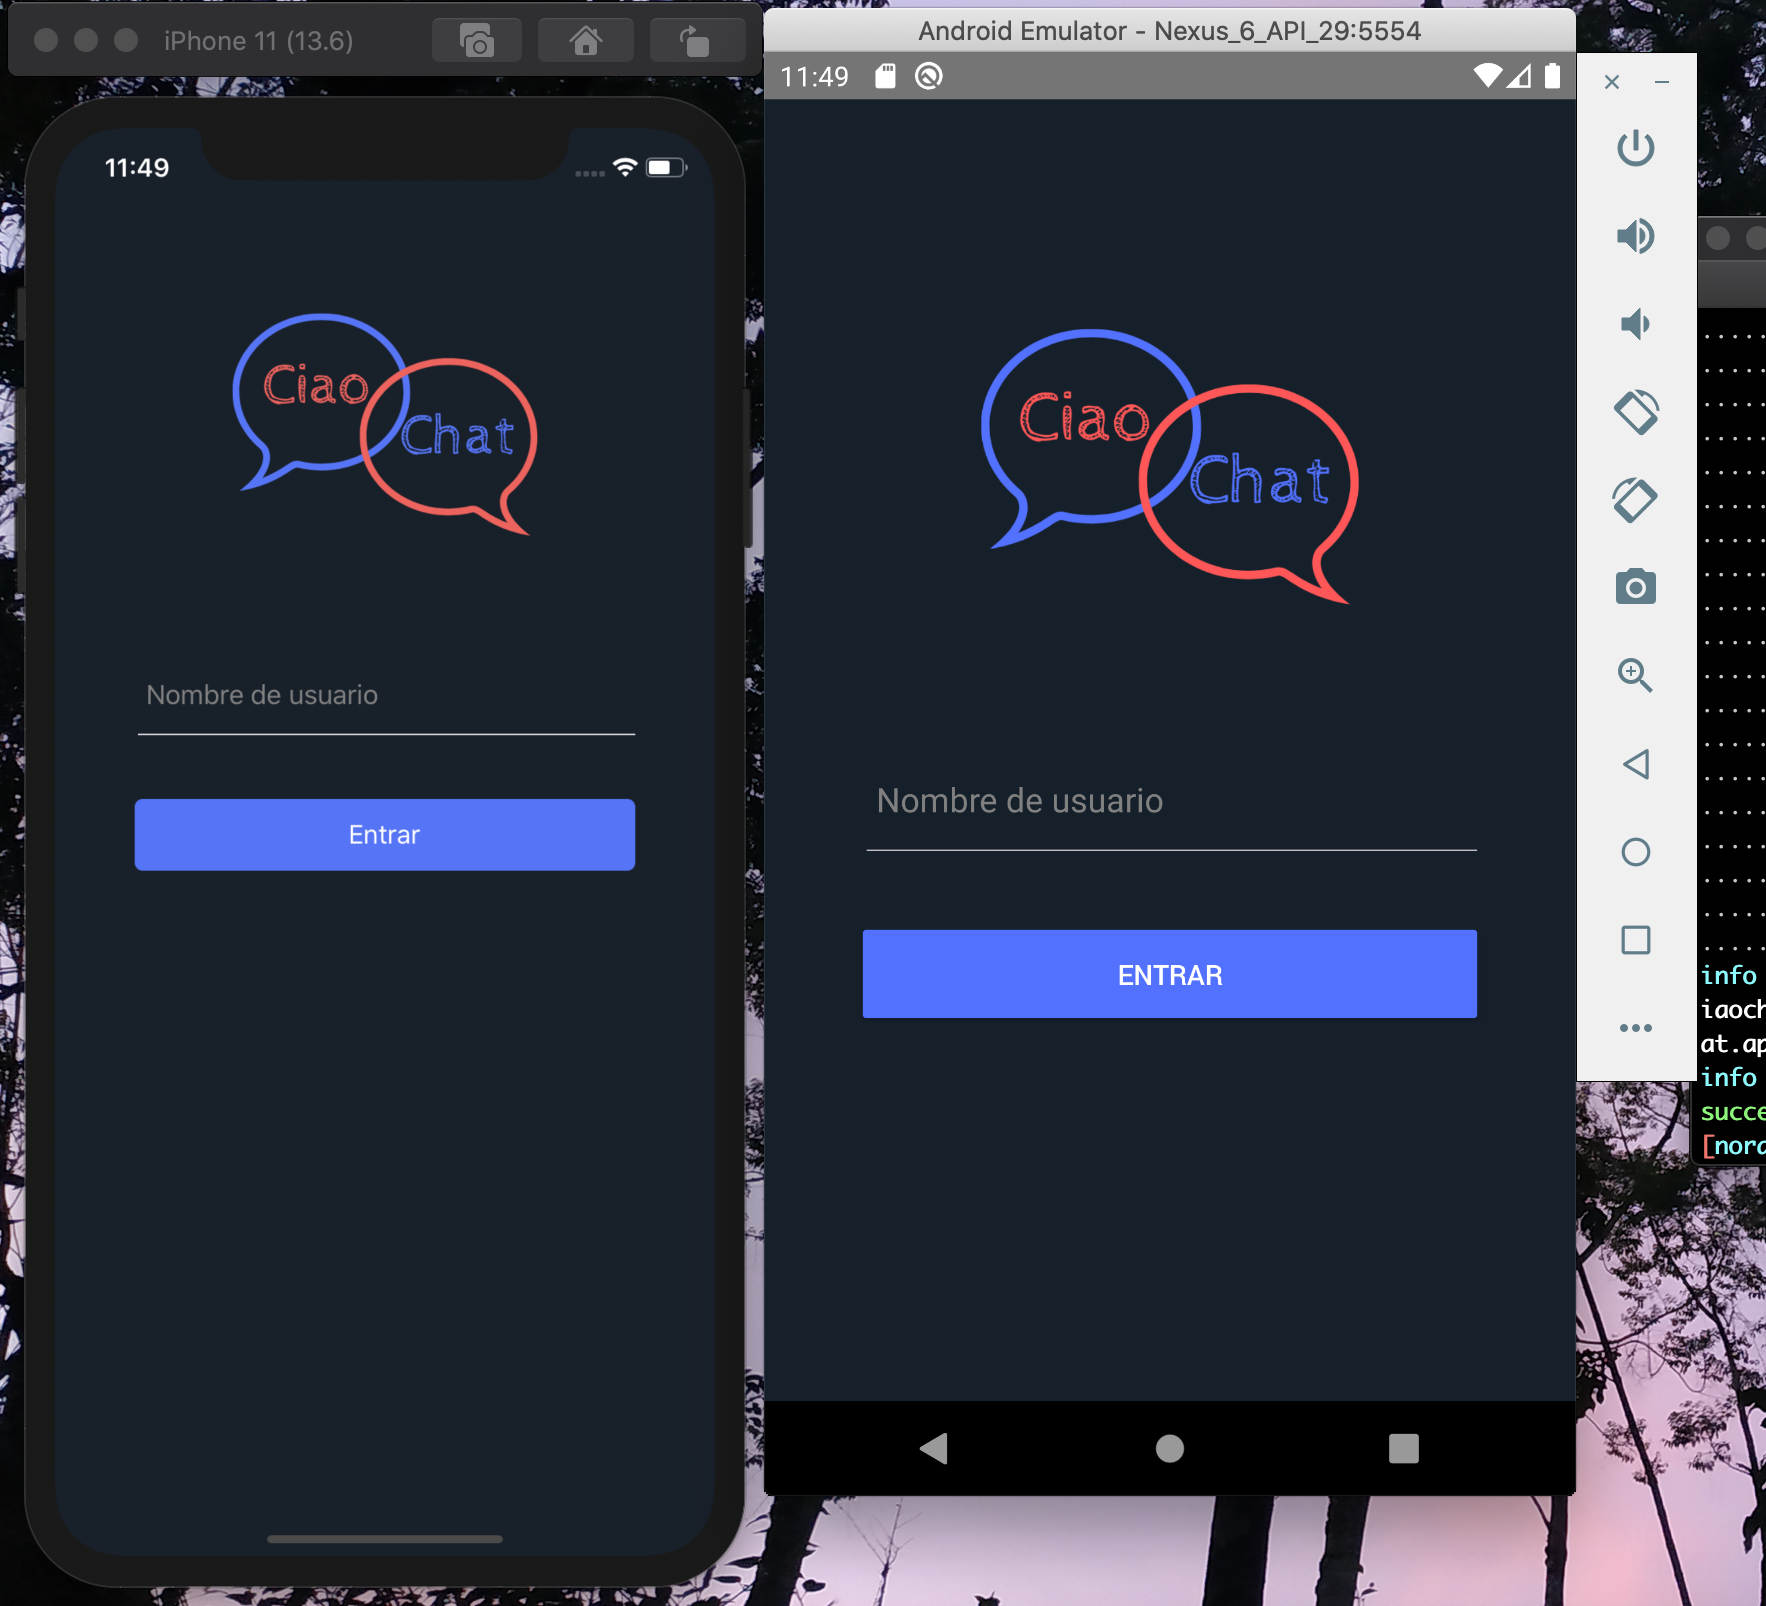 iPhone 11 (13.6)
11:49
Ciao
Chat
Nombre de usuario
Entrar
Android Emulator - Nexus_6_API_29:5554
11:49
Ciao
Chat
Nombre de usuario
ENTRAR
info
iaoch
at.ap
info
succe
[nora